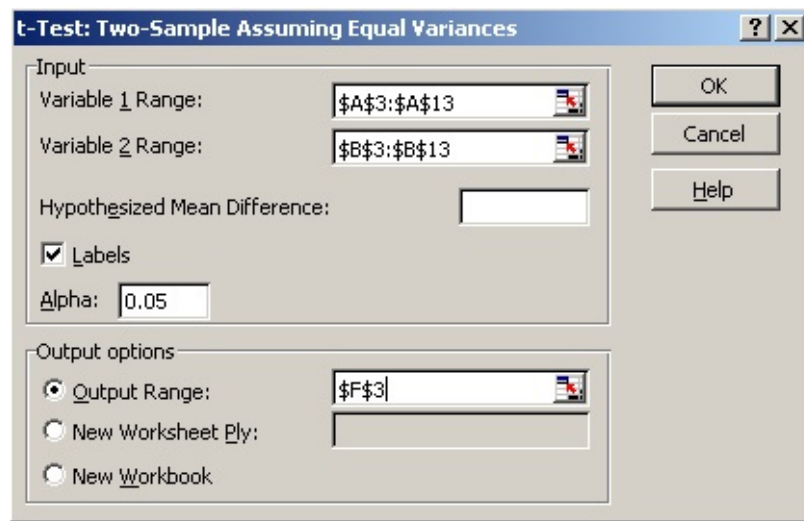 t-Test: Two-Sample Assuming Equal Variances
Input
Variable 1 Range: $A$3:$A$13
Variable 2 Range: $B$3:$B$13
Hypothesized Mean Difference:
Labels
Alpha: 0.05
OK
Cancel
Help
Output options
Output Range: $F$3
New Worksheet Ply:
New Workbook